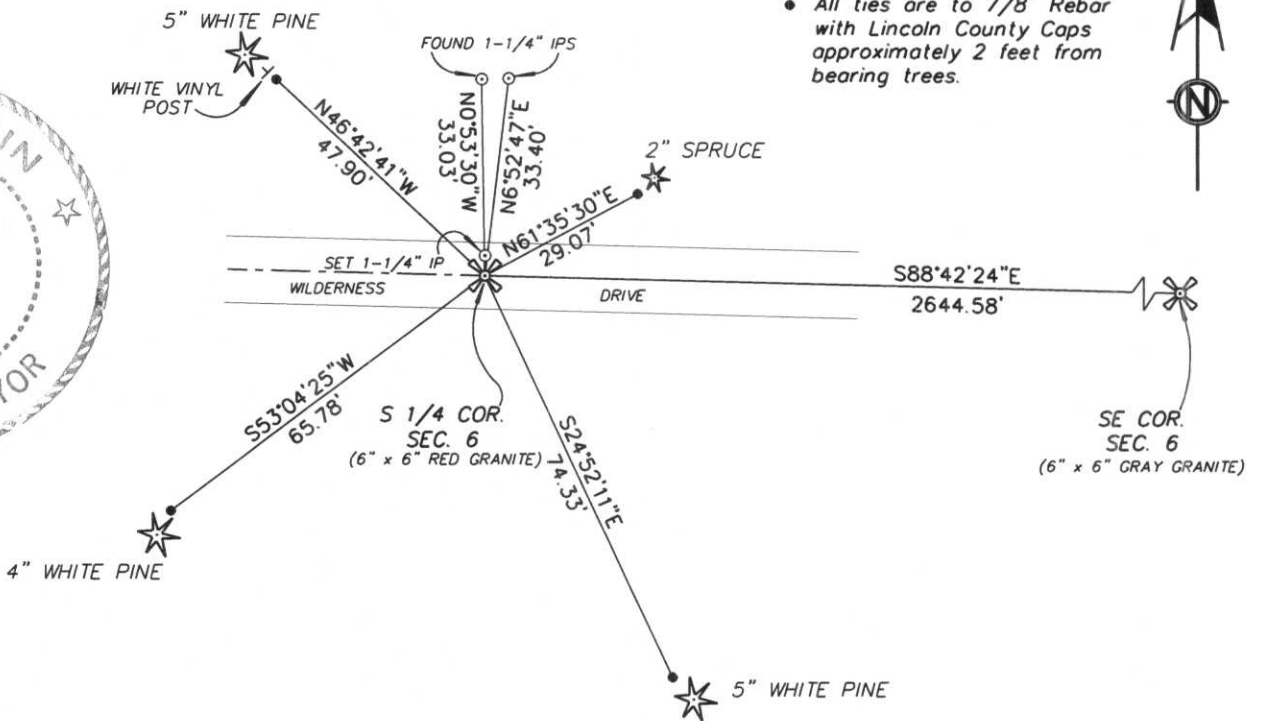 5" WHITE PINE
• All ties are to 7/8" Rebar
with Lincoln County Caps
approximately 2 feet from
bearing trees.
FOUND 1-1/4" IPS
N
WHITE VINYL
POST
N46°42'41"W
47.90'
N0°53'30"W
33.03'
N6°52'47"E
33.40'
2" SPRUCE
N61°35'30"E
29.07'
SET 1-1/4" IP
WILDERNESS
DRIVE
S88°42'24"E
2644.58'
S53°04'25"W
65.78'
S 1/4 COR.
SEC. 6
(6" x 6" RED GRANITE)
S24°52'11"E
74.33'
SE COR.
SEC. 6
(6" x 6" GRAY GRANITE)
4" WHITE PINE
5" WHITE PINE